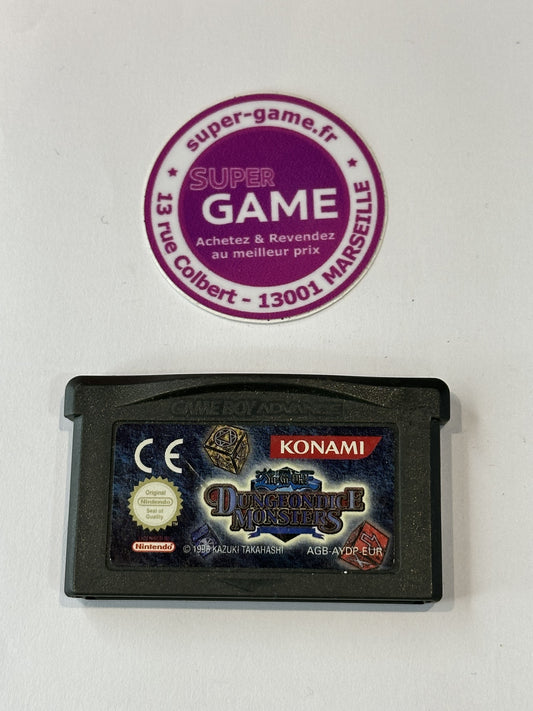 super-game.fr
SUPER
GAME
Achetez & Revendez
au meilleur prix
★ 13 rue Colbert - 13001 MARSEILLE ★
GAME BOY ADVANCE
CE
KONAMI
Original
Nintendo
Seal of
Quality
Yu-Gi-Oh!
DUNGEONDICE
MONSTERS
Nintendo
© 1996 KAZUKI TAKAHASHI
AGB-AYDP-EUR